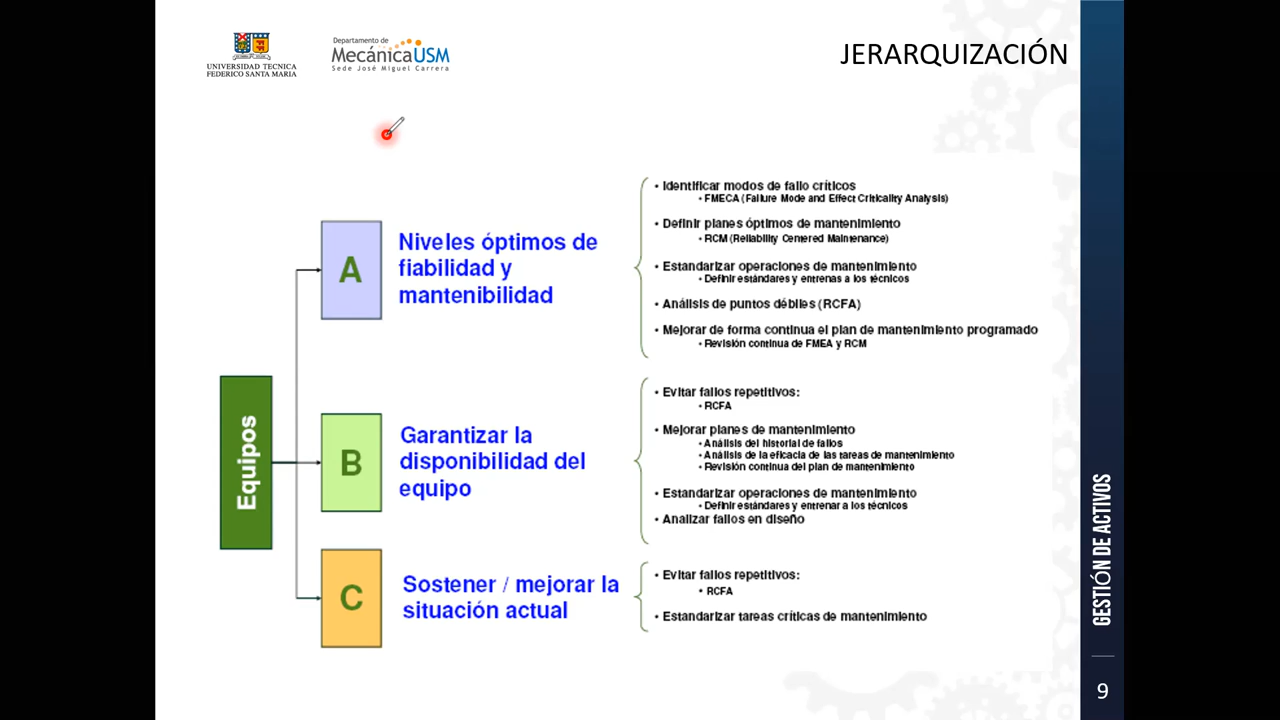 UNIVERSIDAD TECNICA
FEDERICO SANTA MARIA
Departamento de
MecánicaUSM
Sede José Miguel Carrera
JERARQUIZACIÓN
Equipos
A
Niveles óptimos de
fiabilidad y
mantenibilidad
• Identificar modos de fallo críticos
• FMECA (Failure Mode and Effect Criticality Analysis)
• Definir planes óptimos de mantenimiento
• RCM (Reliability Centered Maintenance)
• Estandarizar operaciones de mantenimiento
• Definir estándares y entrenas a los técnicos
• Análisis de puntos débiles (RCFA)
• Mejorar de forma continua el plan de mantenimiento programado
• Revisión continua de FMEA y RCM
B
Garantizar la
disponibilidad del
equipo
• Evitar fallos repetitivos:
• RCFA
• Mejorar planes de mantenimiento
• Análisis del historial de fallos
• Análisis de la eficacia de las tareas de mantenimiento
• Revisión continua del plan de mantenimiento
• Estandarizar operaciones de mantenimiento
• Definir estándares y entrenar a los técnicos
• Analizar fallos en diseño
C
Sostener / mejorar la
situación actual
• Evitar fallos repetitivos:
• RCFA
• Estandarizar tareas críticas de mantenimiento
GESTIÓN DE ACTIVOS
9